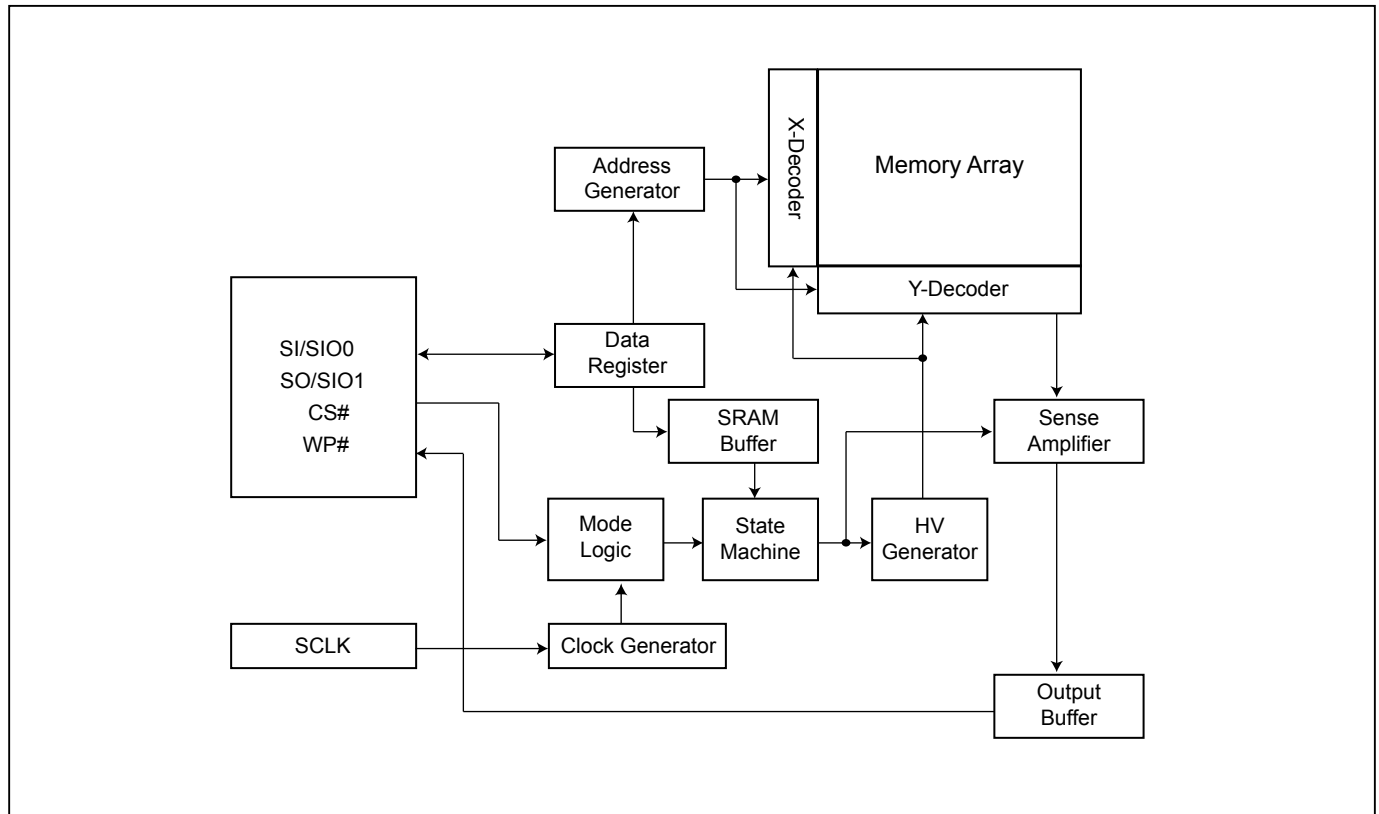 X-Decoder
Memory Array
Address
Generator
Y-Decoder
SI/SIO0
SO/SIO1
CS#
WP#
Data
Register
SRAM
Buffer
Sense
Amplifier
Mode
Logic
State
Machine
HV
Generator
SCLK
Clock Generator
Output
Buffer